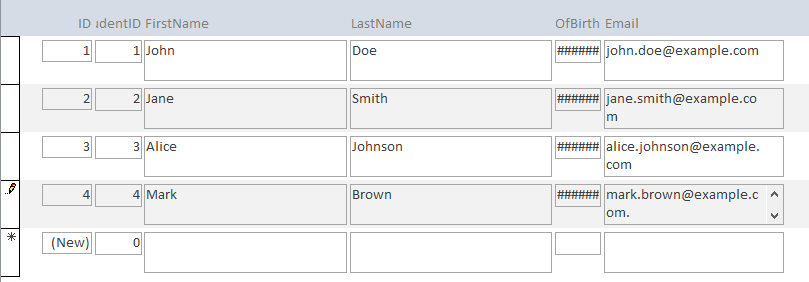 ID udentID FirstName LastName OfBirth Email
1 1 John Doe ###### john.doe@example.com
2 2 Jane Smith ###### jane.smith@example.co
m
3 3 Alice Johnson ###### alice.johnson@example.
com
4 4 Mark Brown ###### mark.brown@example.c
om.
(New) 0